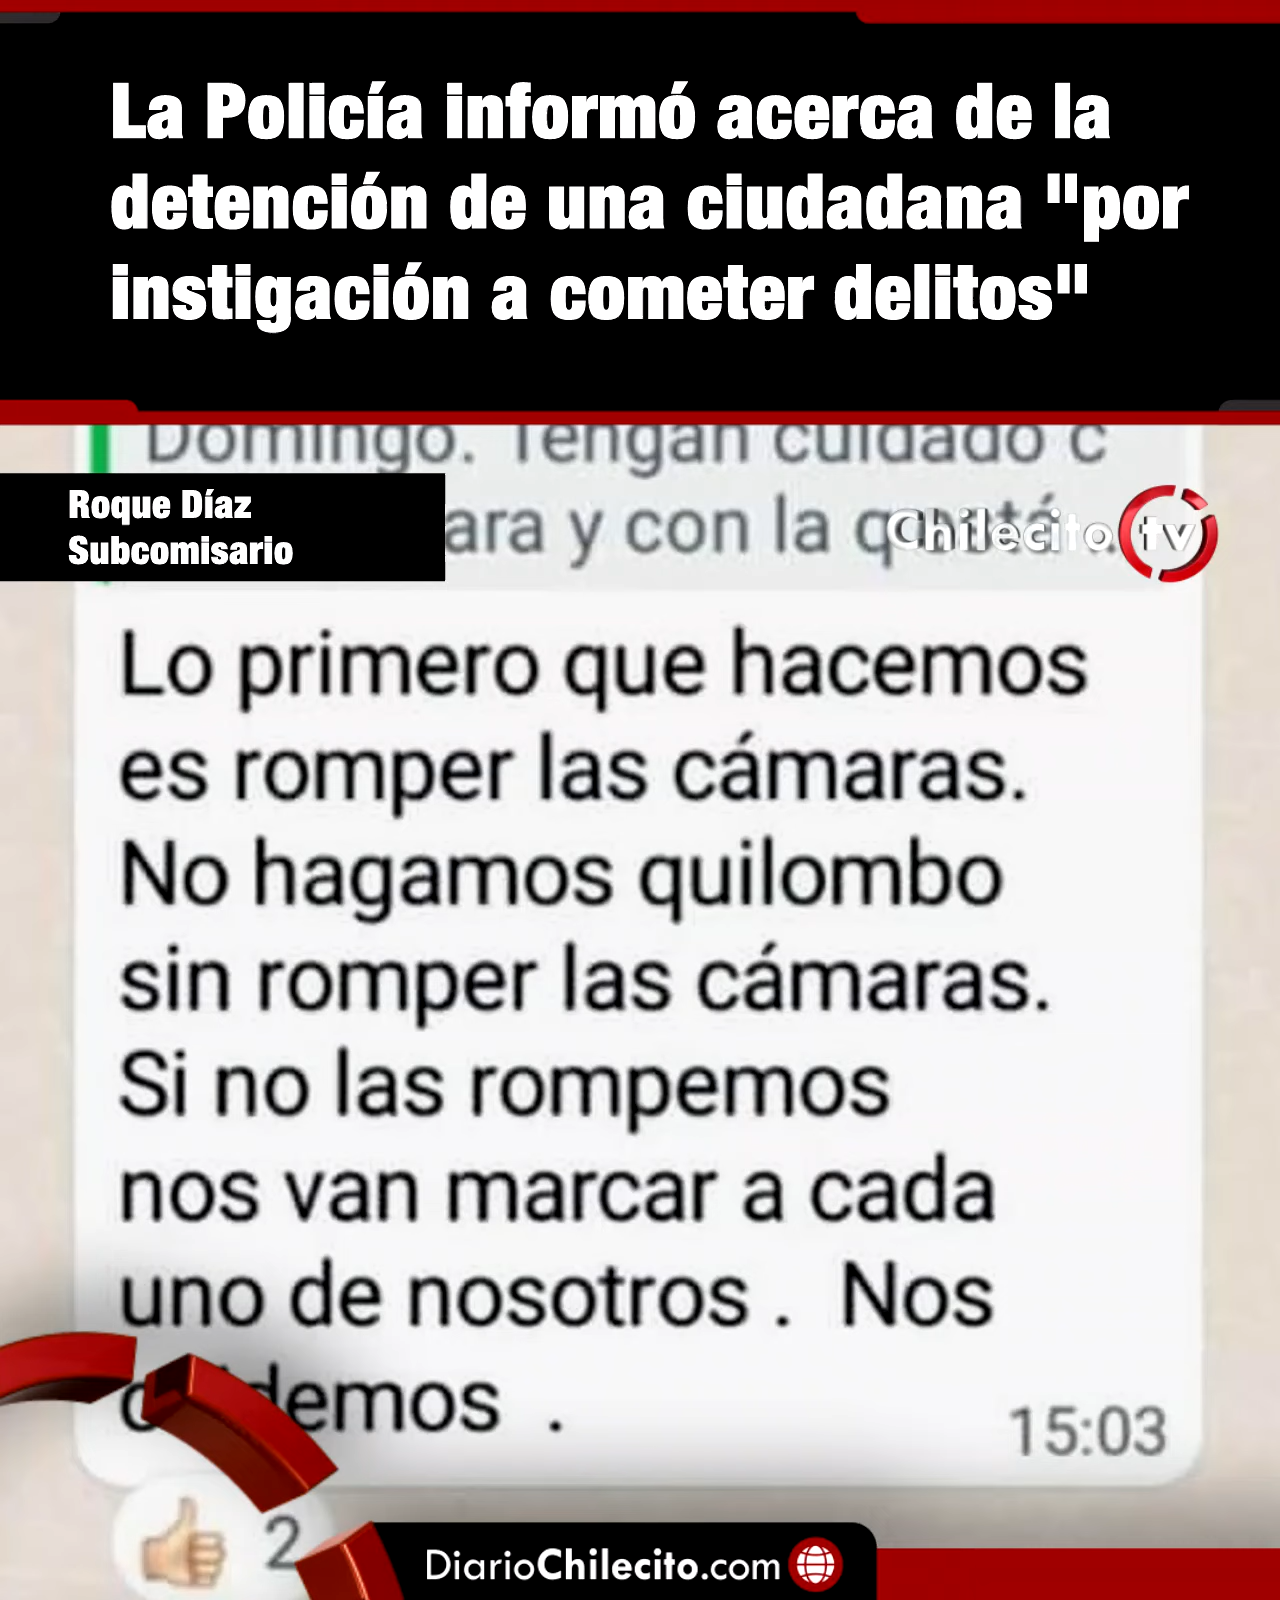 La Policía informó acerca de la
detención de una ciudadana "por
instigación a cometer delitos"
Domingo. Tengan cuidado c
Roque Díaz
Subcomisario
ara y con la
Chilecito tv
Lo primero que hacemos
es romper las cámaras.
No hagamos quilombo
sin romper las cámaras.
Si no las rompemos
nos van marcar a cada
uno de nosotros . Nos
demos .
15:03
2
DiarioChilecito.com